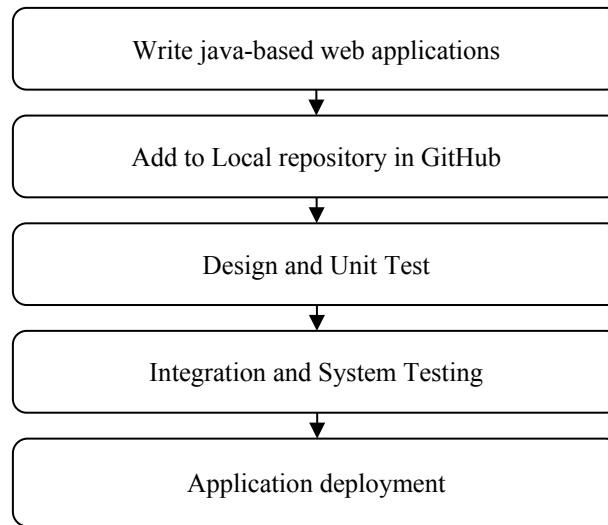 Write java-based web applications
Add to Local repository in GitHub
Design and Unit Test
Integration and System Testing
Application deployment